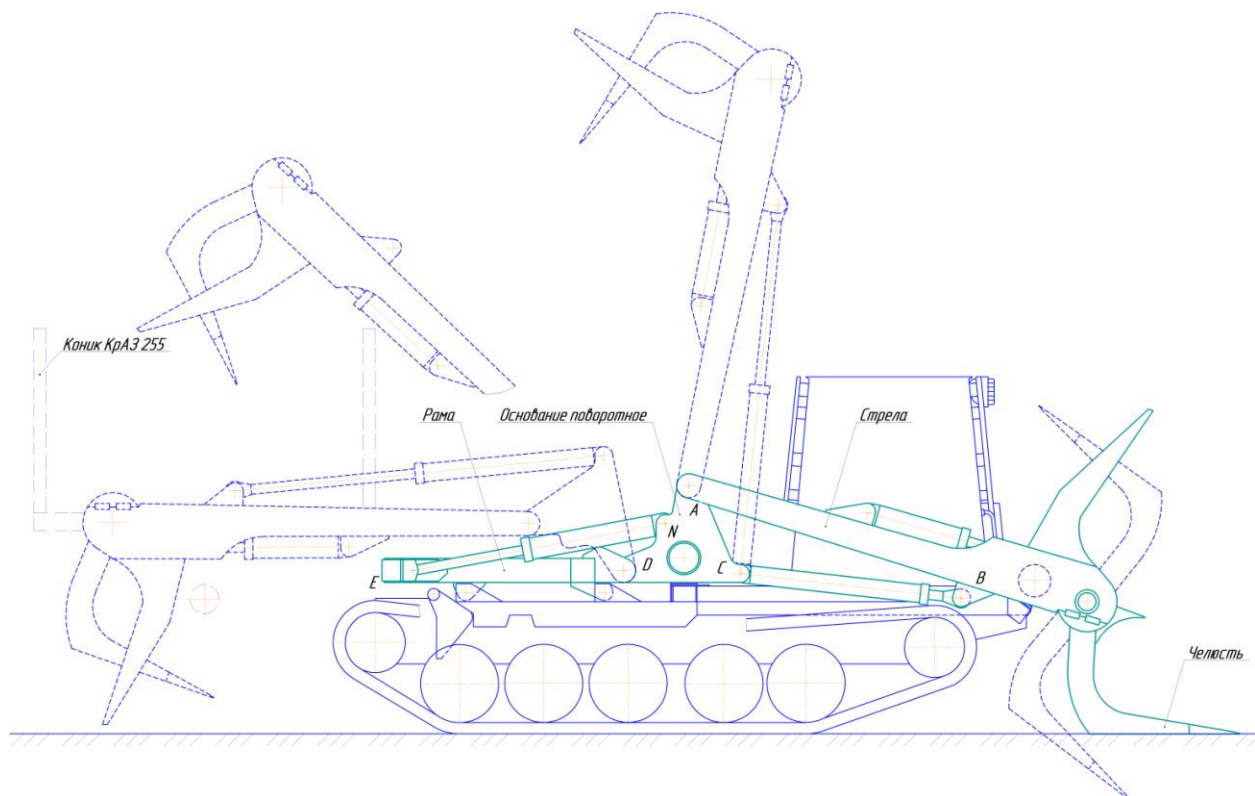 Коник КрАЗ 255
Рама
Основание поворотное
Стрела
A
N
E
D
C
B
Челюсть